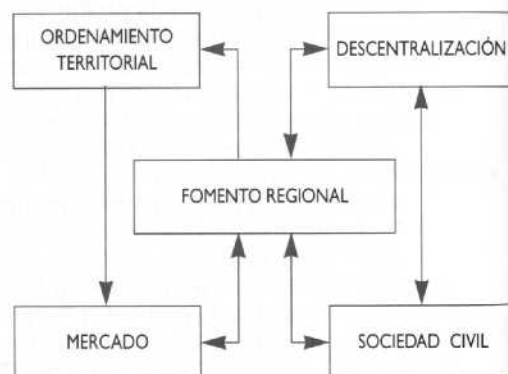 ORDENAMIENTO
TERRITORIAL
DESCENTRALIZACIÓN
FOMENTO REGIONAL
MERCADO
SOCIEDAD CIVIL